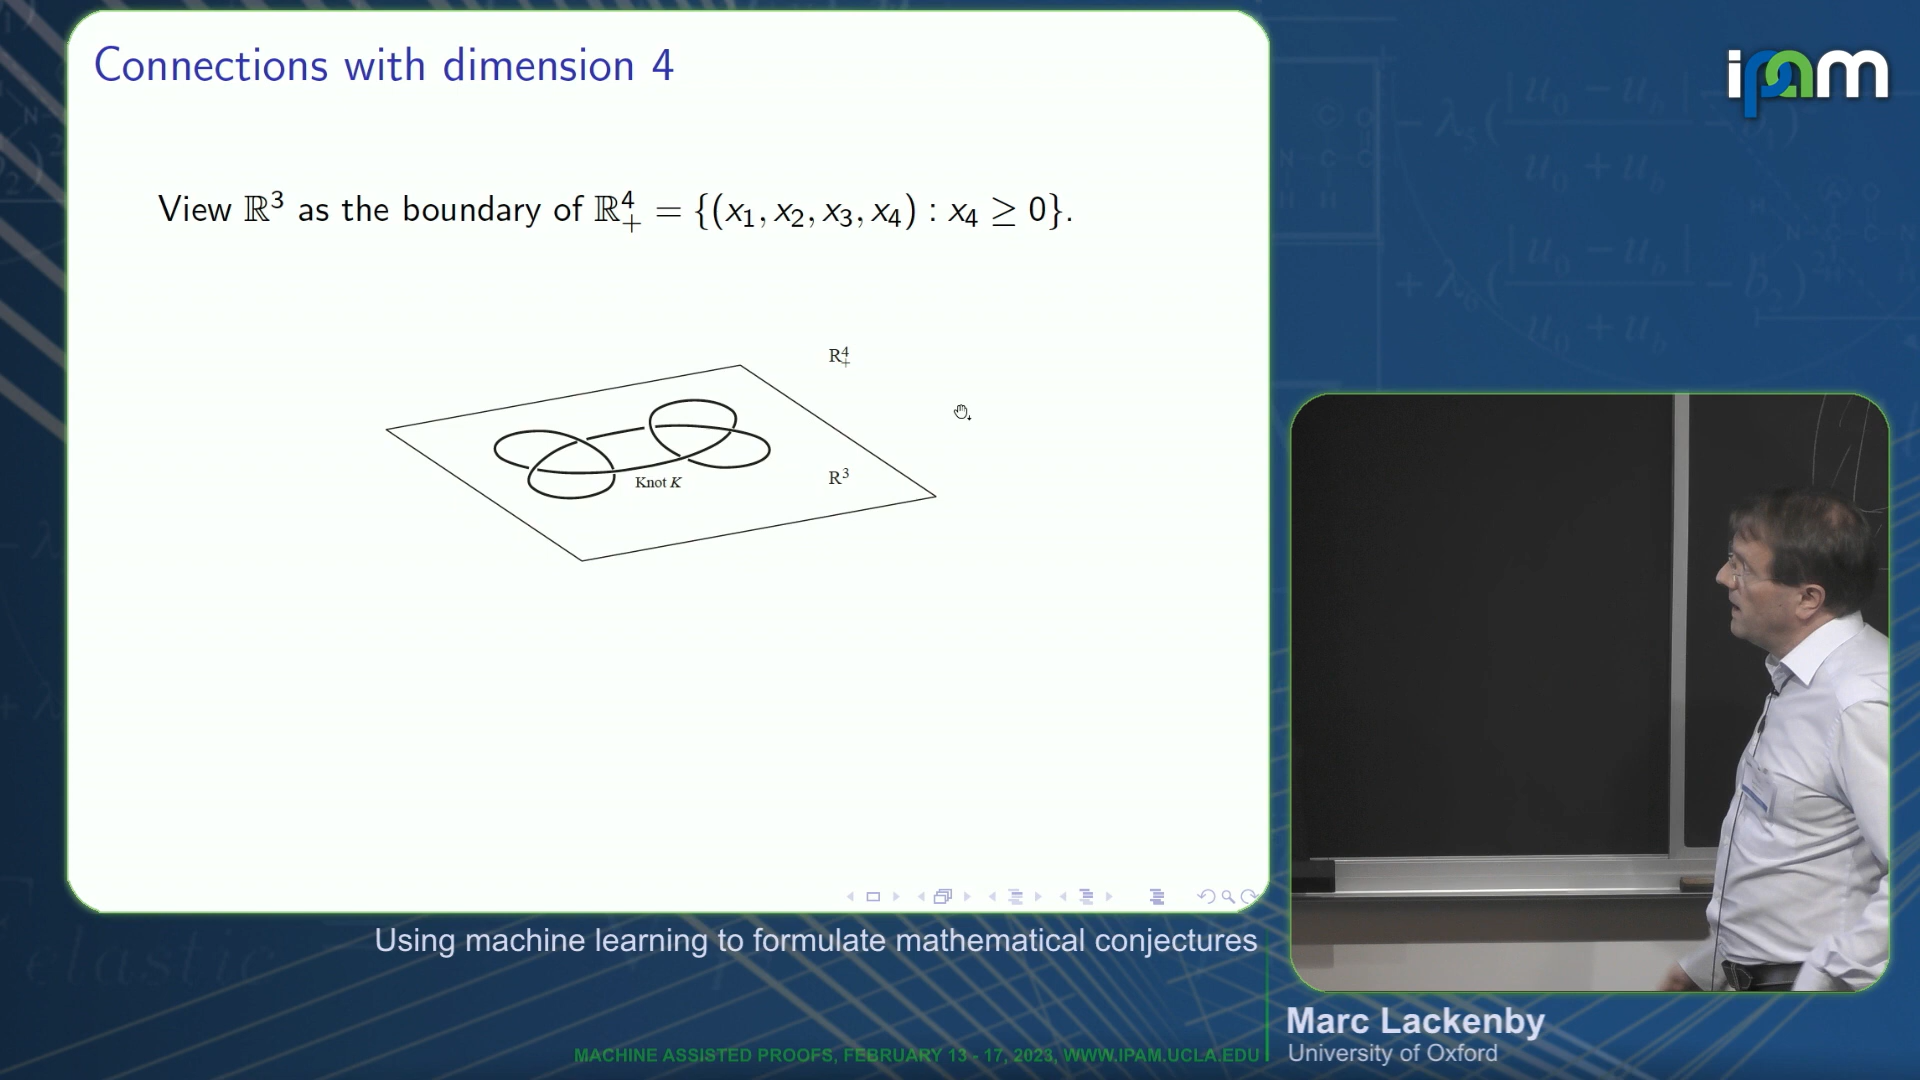 Connections with dimension 4
ipam
View ℝ³ as the boundary of ℝ⁴₊ = {(x₁, x₂, x₃, x₄) : x₄ ≥ 0}.
R⁴₊
R³
Knot K
Using machine learning to formulate mathematical conjectures
Marc Lackenby
University of Oxford
MACHINE ASSISTED PROOFS, FEBRUARY 13 - 17, 2023, WWW.IPAM.UCLA.EDU